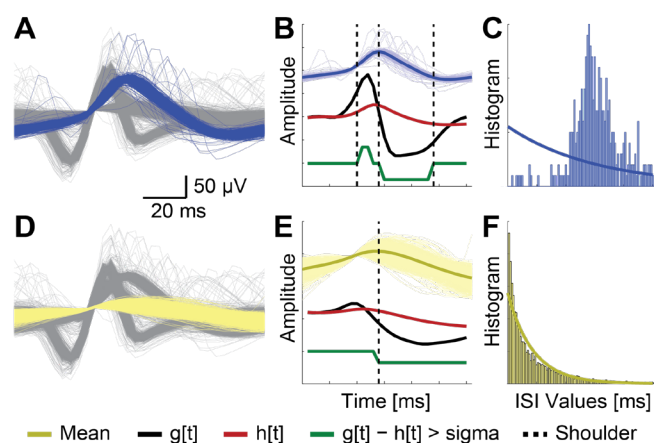 A
B
C
Amplitude
Histogram
50 µV
20 ms
D
E
F
Amplitude
Histogram
Time [ms]
ISI Values [ms]
Mean g[t] h[t] g[t] − h[t] > sigma Shoulder